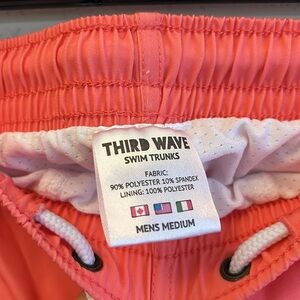 THIRD WAVE
SWIM TRUNKS
FABRIC:
90% POLYESTER 10% SPANDEX
LINING: 100% POLYESTER
MENS MEDIUM